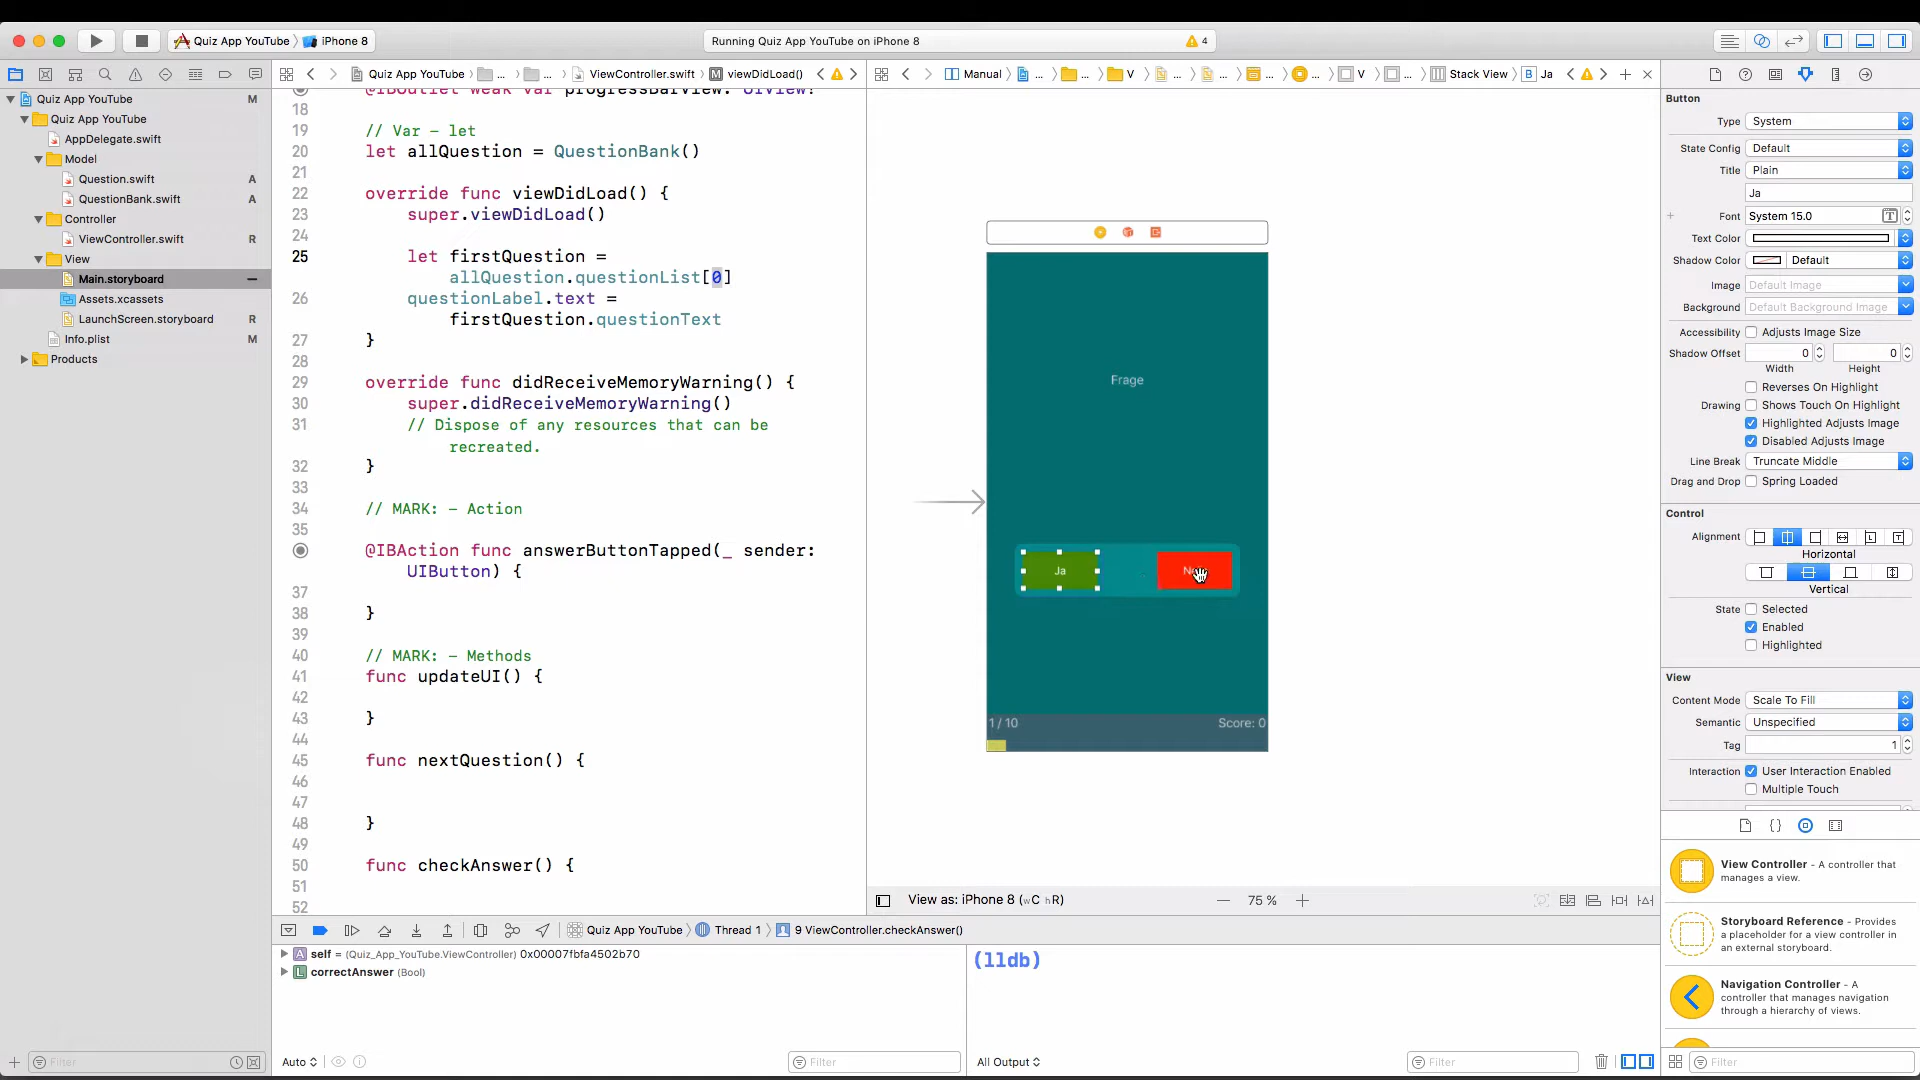 Quiz App YouTube
iPhone 8
Running Quiz App YouTube on iPhone 8
4
Quiz App YouTube
...
...
ViewController.swift
viewDidLoad()
Manual
...
...
V
...
...
...
...
V
...
Stack View
B
Ja
Quiz App YouTube M
Quiz App YouTube
AppDelegate.swift
Model
Question.swift A
QuestionBank.swift A
Controller
ViewController.swift R
View
Main.storyboard
Assets.xcassets
LaunchScreen.storyboard R
Info.plist M
Products
Filter
@IBOutlet weak var progressBarView: UIView!
18
19 // Var - let
20 let allQuestion = QuestionBank()
21
22 override func viewDidLoad() {
23 super.viewDidLoad()
24
25 let firstQuestion =
allQuestion.questionList[0]
26 questionLabel.text =
firstQuestion.questionText
27 }
28
29 override func didReceiveMemoryWarning() {
30 super.didReceiveMemoryWarning()
31 // Dispose of any resources that can be
recreated.
32 }
33
34 // MARK: - Action
35
@IBAction func answerButtonTapped(_ sender:
UIButton) {
37
38 }
39
40 // MARK: - Methods
41 func updateUI() {
42
43 }
44
45 func nextQuestion() {
46
47
48 }
49
50 func checkAnswer() {
51
52
Frage
Ja
1 / 10
Score: 0
View as: iPhone 8 (wC hR)
75 %
Quiz App YouTube
Thread 1
9 ViewController.checkAnswer()
A self = (Quiz_App_YouTube.ViewController) 0x00007fbfa4502b70
L correctAnswer (Bool)
Auto
Filter
(lldb)
All Output
Filter
Button
Type System
State Config Default
Title Plain
Ja
Font System 15.0
Text Color
Shadow Color Default
Image Default Image
Background Default Background Image
Accessibility Adjusts Image Size
Shadow Offset 0 0
Width Height
Reverses On Highlight
Drawing Shows Touch On Highlight
Highlighted Adjusts Image
Disabled Adjusts Image
Line Break Truncate Middle
Drag and Drop Spring Loaded
Control
Alignment
Horizontal
Vertical
State Selected
Enabled
Highlighted
View
Content Mode Scale To Fill
Semantic Unspecified
Tag 1
Interaction User Interaction Enabled
Multiple Touch
View Controller - A controller that
manages a view.
Storyboard Reference - Provides
a placeholder for a view controller in
an external storyboard.
Navigation Controller - A
controller that manages navigation
through a hierarchy of views.
Filter